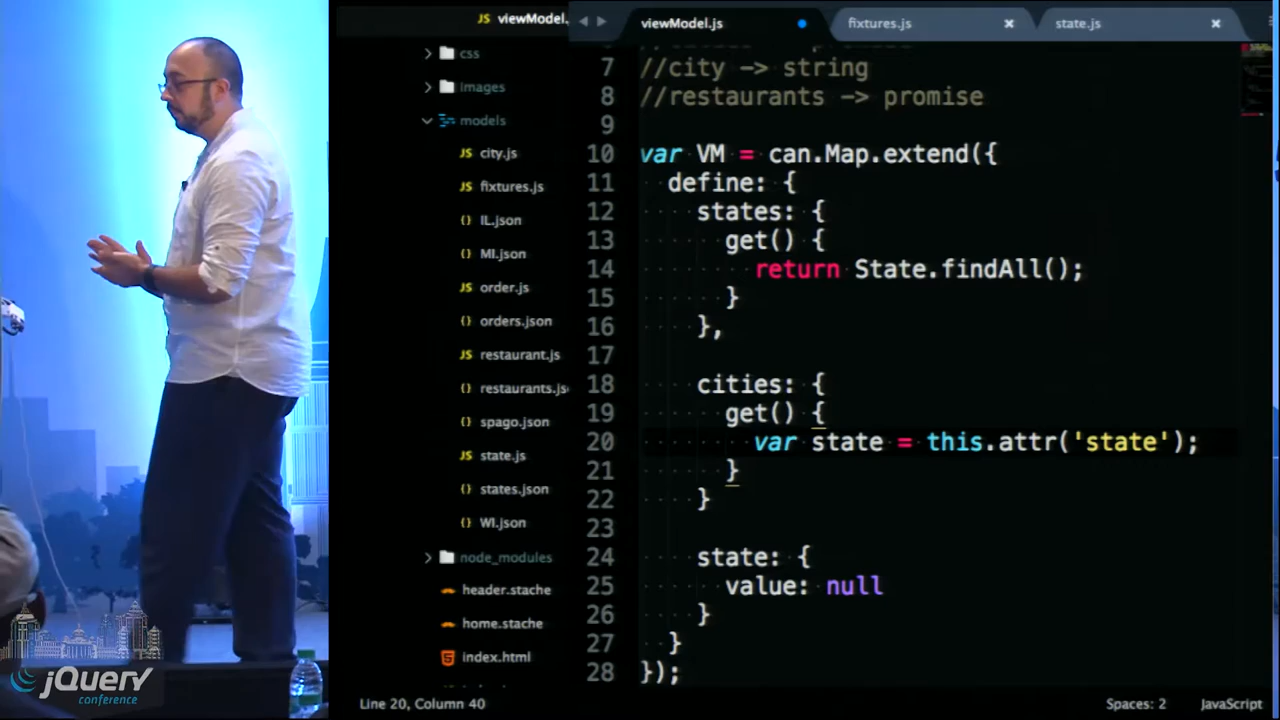 viewModel.
css
images
models
city.js
fixtures.js
IL.json
MI.json
order.js
orders.json
restaurant.js
restaurants.js
spago.json
state.js
states.json
WI.json
node_modules
header.stache
home.stache
index.html
viewModel.js
fixtures.js
state.js
7 //city -> string
8 //restaurants -> promise
9
10 var VM = can.Map.extend({
11 define: {
12 states: {
13 get() {
14 return State.findAll();
15 }
16 },
17
18 cities: {
19 get() {
20 var state = this.attr('state');
21 }
22 }
23
24 state: {
25 value: null
26 }
27 }
28 });
Line 20, Column 40
Spaces: 2
JavaScript
jQuery
conference